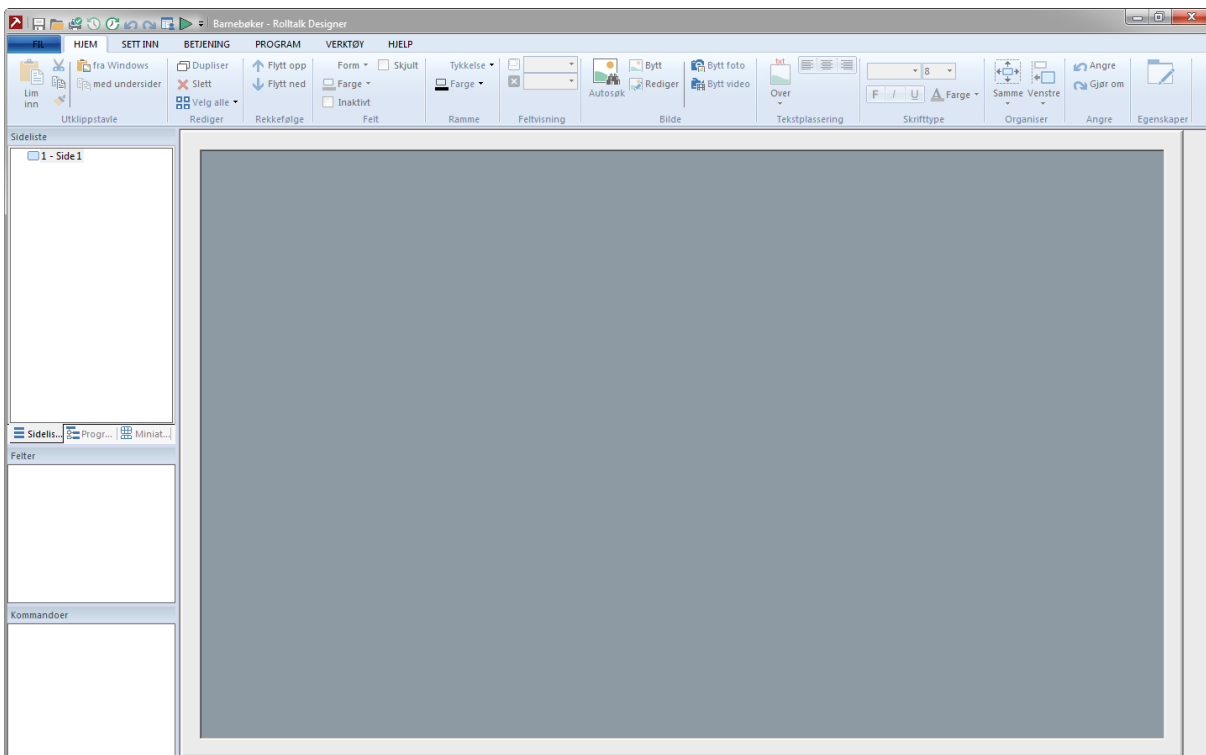 Barnebøker - Rolltalk Designer
FIL HJEM SETT INN BETJENING PROGRAM VERKTØY HJELP
Lim inn
fra Windows
med undersider
Utklippstavle
Dupliser
Slett
Velg alle
Rediger
Flytt opp
Flytt ned
Rekkefølge
Form Skjult
Farge
Inaktivt
Felt
Tykkelse
Farge
Ramme
Feltvisning
Autosøk
Bytt
Rediger
Bytt foto
Bytt video
Bilde
txt
Over
Tekstplassering
8
F I U A Farge
Skrifttype
Samme Venstre
Organiser
Angre
Gjør om
Angre
Egenskaper
Sideliste
1 - Side 1
Sidelis... Progr... Miniat...
Felter
Kommandoer